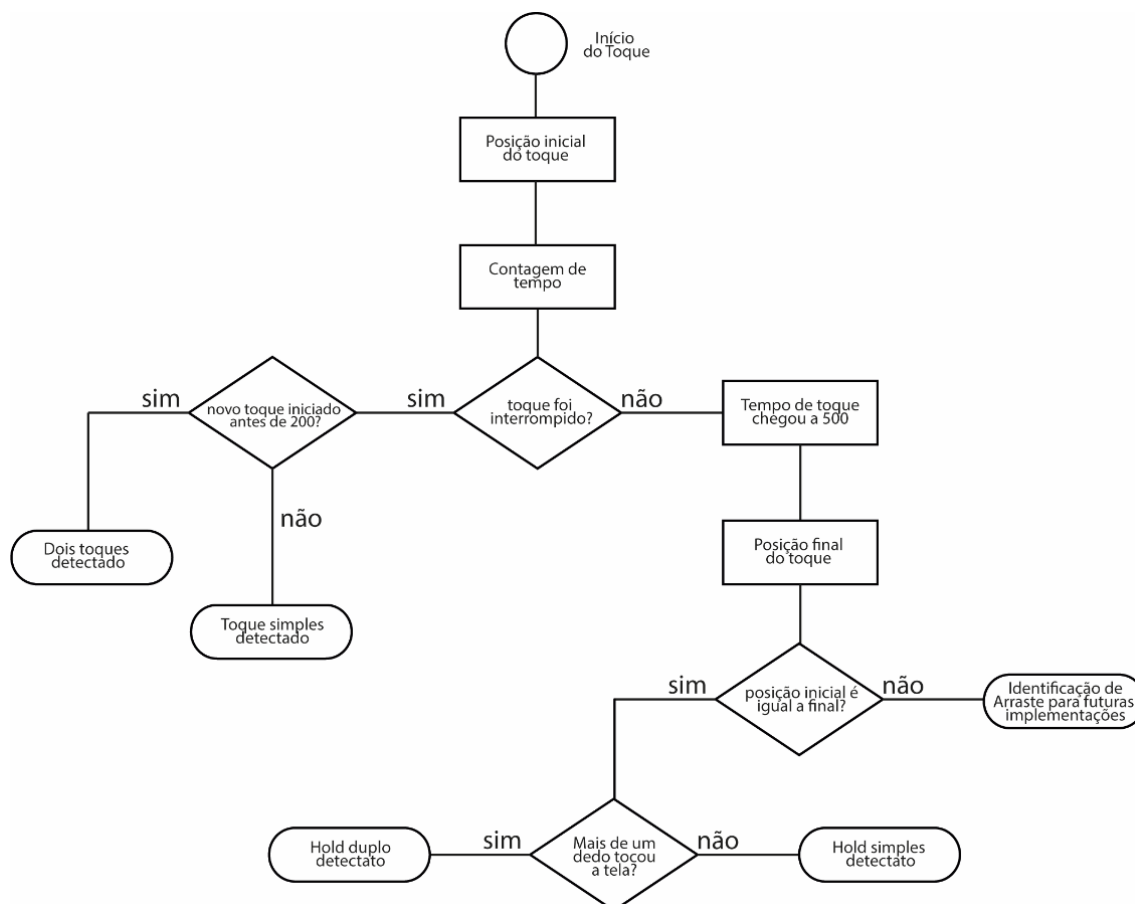 Início
do Toque
Posição inicial
do toque
Contagem de
tempo
sim
novo toque iniciado
antes de 200?
sim
toque foi
interrompido?
não
Tempo de toque
chegou a 500
não
Dois toques
detectado
Posição final
do toque
Toque simples
detectado
sim
posição inicial é
igual a final?
não
Identificação de
Arraste para futuras
implementações
Hold duplo
detectato
sim
Mais de um
dedo tocou
a tela?
não
Hold simples
detectato